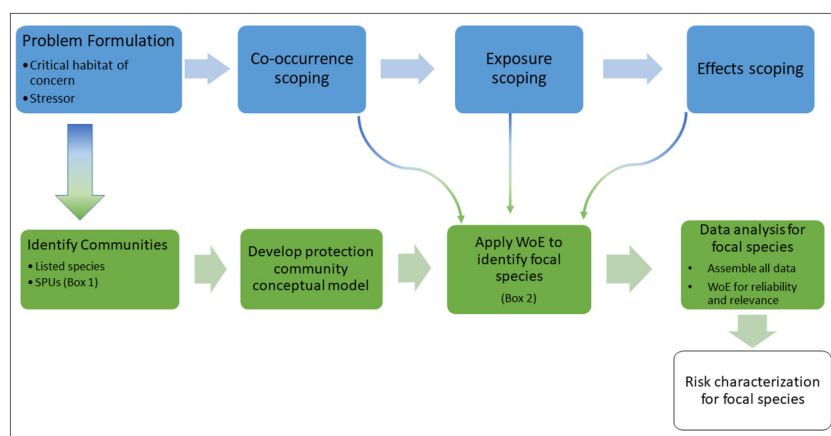 Problem Formulation
• Critical habitat of
concern
• Stressor
Co-occurrence
scoping
Exposure
scoping
Effects scoping
Identify Communities
• Listed species
• SPUs (Box 1)
Develop protection
community
conceptual model
Apply WoE to
identify focal
species
(Box 2)
Data analysis for
focal species
• Assemble all data
• WoE for reliability
and relevance
Risk characterization
for focal species